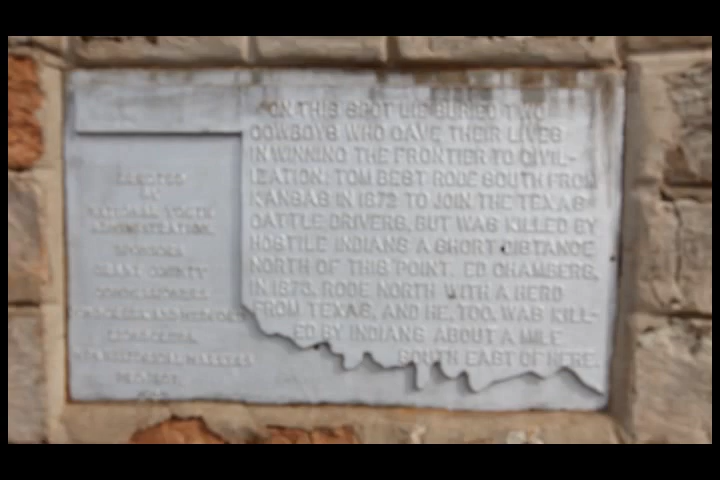 ERECTED
BY
NATIONAL YOUTH
ADMINISTRATION.
SPONSORS
GRANT COUNTY
COMMISSIONERS
PROJECT.
ON THIS SPOT LIE BURIED TWO
COWBOYS WHO GAVE THEIR LIVES
IN WINNING THE FRONTIER TO CIVIL-
IZATION: TOM BEST RODE SOUTH FROM
KANSAS IN 1872 TO JOIN THE TEXAS
CATTLE DRIVERS, BUT WAS KILLED BY
HOSTILE INDIANS A SHORT DISTANCE
NORTH OF THIS POINT. ED CHAMBERS,
IN 1873, RODE NORTH WITH A HERD
FROM TEXAS, AND HE, TOO, WAS KILL-
ED BY INDIANS ABOUT A MILE
SOUTH EAST OF HERE.